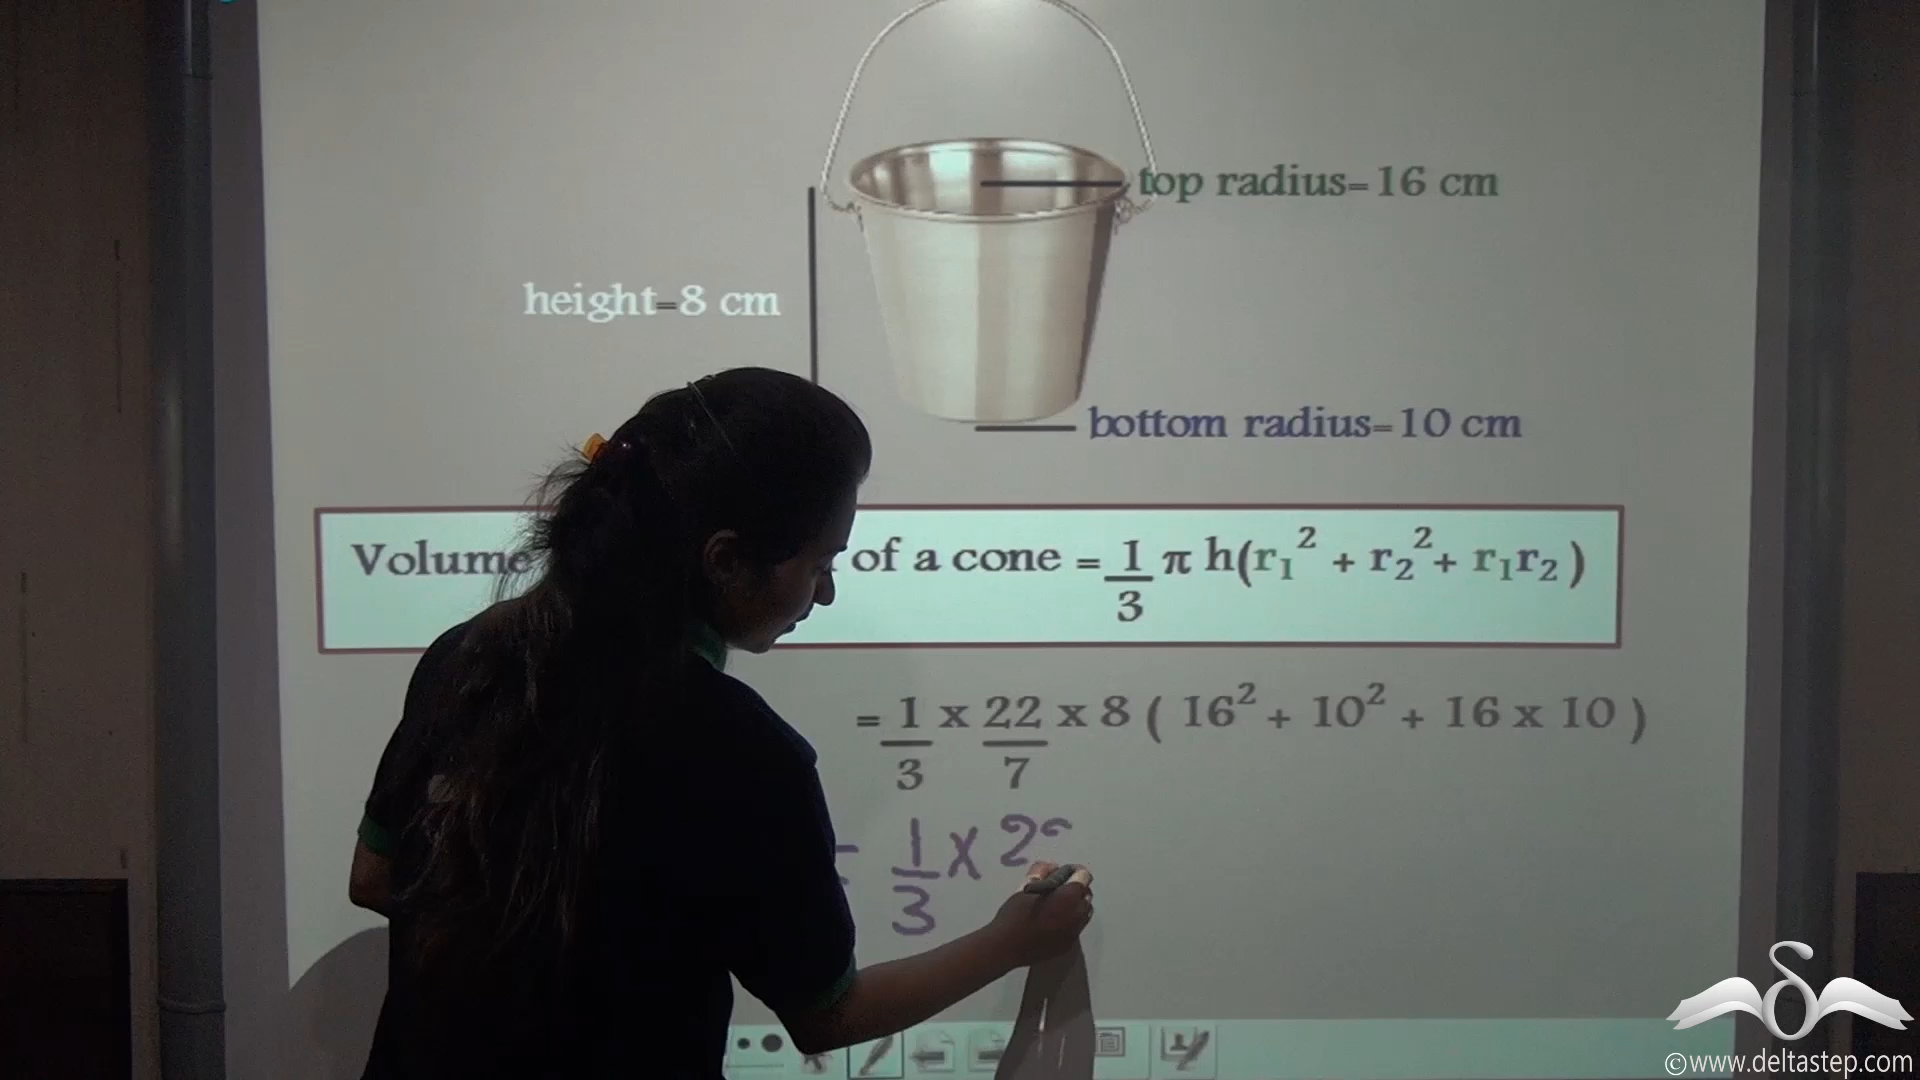 top radius=16 cm
height=8 cm
bottom radius=10 cm
Volume of a cone = 1/3 π h(r₁² + r₂² + r₁r₂)
= 1/3 x 22/7 x 8 ( 16² + 10² + 16 x 10 )
= 1/3 x 2
©www.deltastep.com